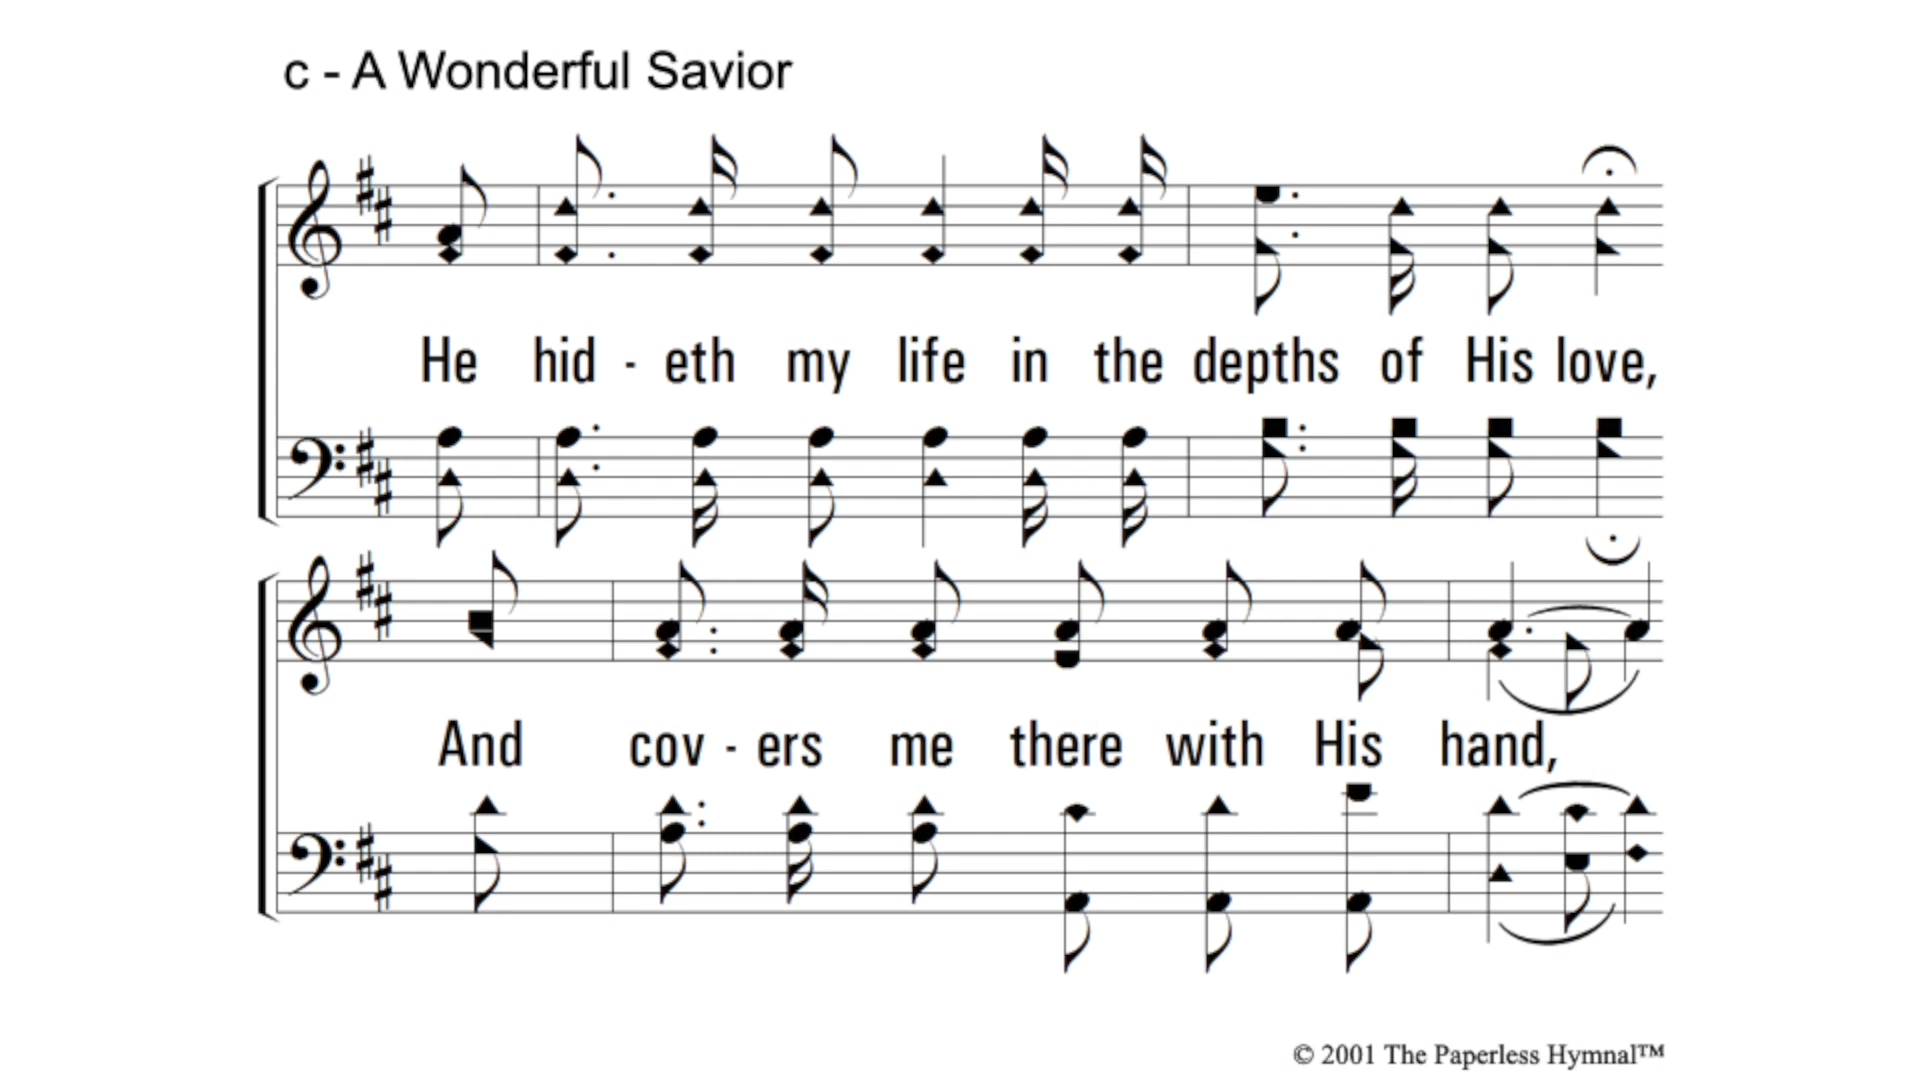 c - A Wonderful Savior
He hid - eth my life in the depths of His love,
And cov - ers me there with His hand,
© 2001 The Paperless Hymnal™